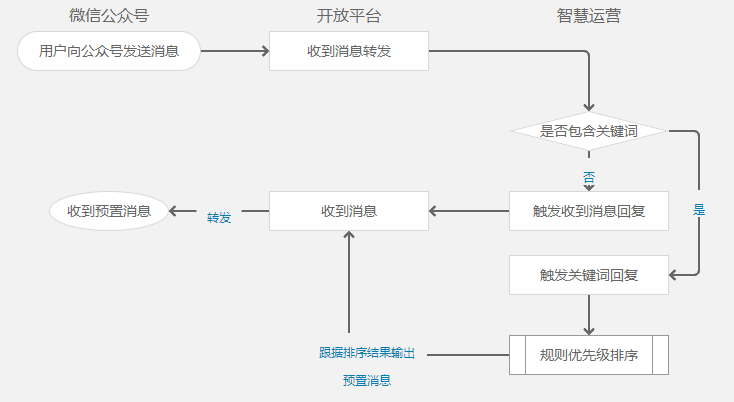 微信公众号
开放平台
智慧运营
用户向公众号发送消息
收到消息转发
是否包含关键词
否
是
收到预置消息
转发
收到消息
触发收到消息回复
触发关键词回复
跟据排序结果输出
预置消息
规则优先级排序